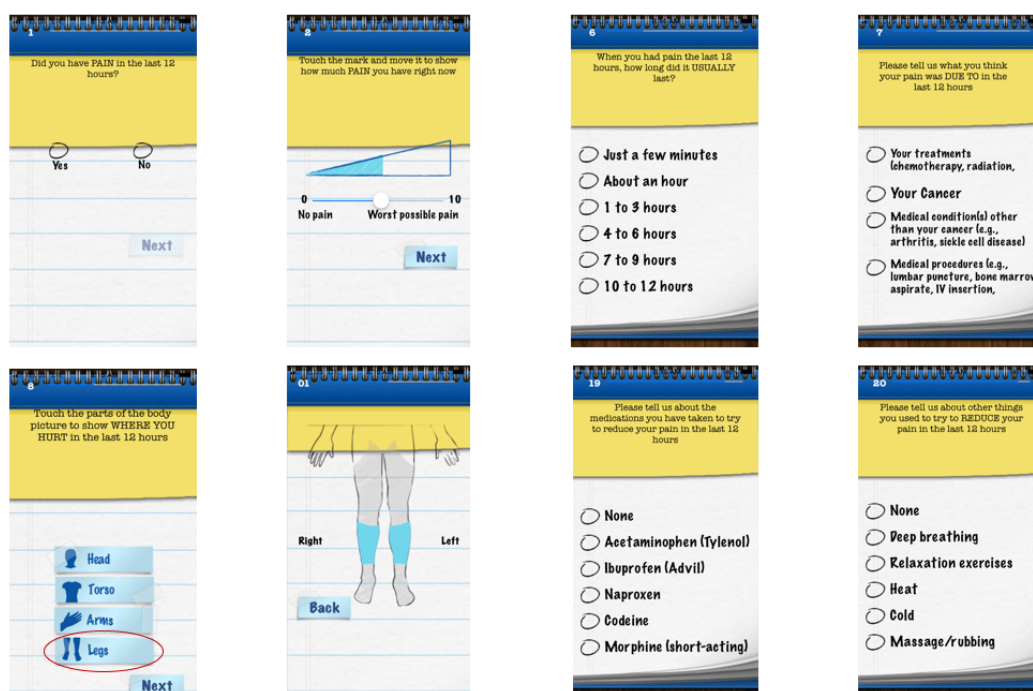 1
Did you have PAIN in the last 12
hours?
Yes
No
Next
2
Touch the mark and move it to show
how much PAIN you have right now
0
10
No pain
Worst possible pain
Next
6
When you had pain the last 12
hours, how long did it USUALLY
last?
Just a few minutes
About an hour
1 to 3 hours
4 to 6 hours
7 to 9 hours
10 to 12 hours
7
Please tell us what you think
your pain was DUE TO in the
last 12 hours
Your treatments
(chemotherapy, radiation,
Your Cancer
Medical condition(s) other
than your cancer (e.g.,
arthritis, sickle cell disease)
Medical procedures (e.g.,
lumbar puncture, bone marrow
aspirate, IV insertion,
8
Touch the parts of the body
picture to show WHERE YOU
HURT in the last 12 hours
Head
Torso
Arms
Legs
Next
01
Right
Left
Back
19
Please tell us about the
medications you have taken to try
to reduce your pain in the last 12
hours
None
Acetaminophen (Tylenol)
Ibuprofen (Advil)
Naproxen
Codeine
Morphine (short-acting)
20
Please tell us about other things
you used to try to REDUCE your
pain in the last 12 hours
None
Deep breathing
Relaxation exercises
Heat
Cold
Massage/rubbing